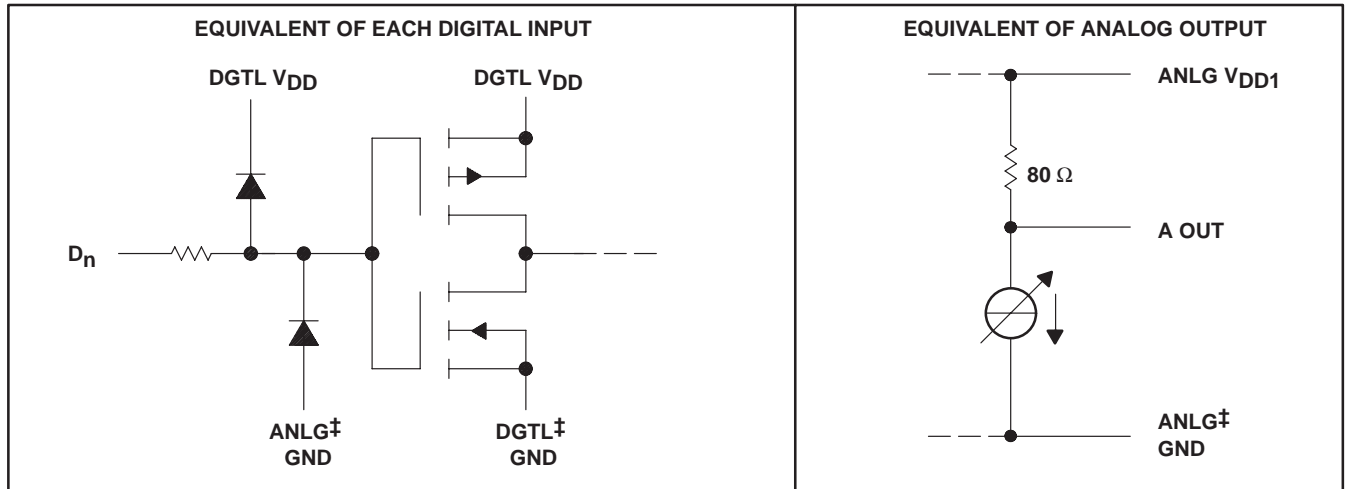 EQUIVALENT OF EACH DIGITAL INPUT
DGTL VDD
DGTL VDD
Dn
ANLG‡
GND
DGTL‡
GND
EQUIVALENT OF ANALOG OUTPUT
ANLG VDD1
80 Ω
A OUT
ANLG‡
GND